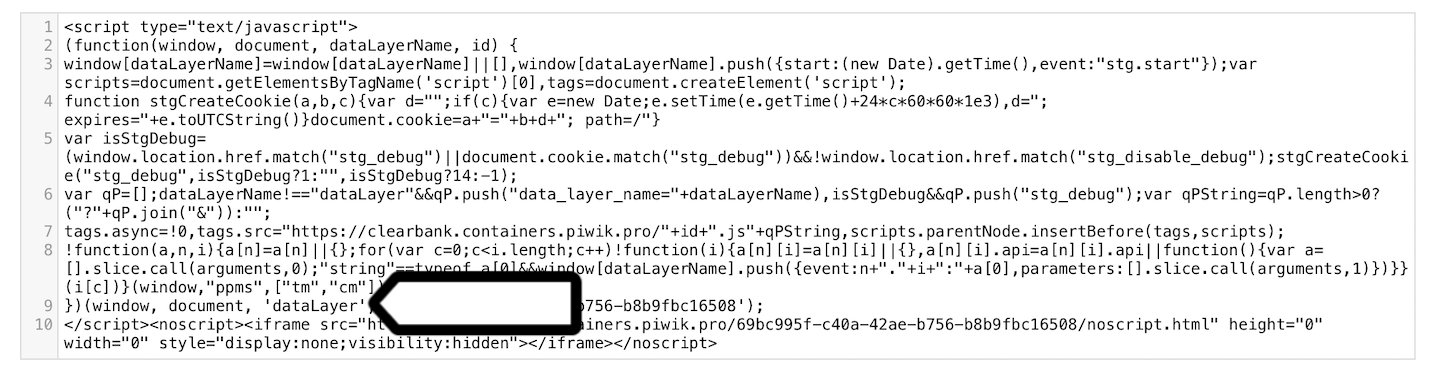 1 <script type="text/javascript">
2 (function(window, document, dataLayerName, id) {
3 window[dataLayerName]=window[dataLayerName]||[],window[dataLayerName].push({start:(new Date).getTime(),event:"stg.start"});var
scripts=document.getElementsByTagName('script')[0],tags=document.createElement('script');
4 function stgCreateCookie(a,b,c){var d="";if(c){var e=new Date;e.setTime(e.getTime()+24*c*60*60*1e3),d=";
expires="+e.toUTCString()}document.cookie=a+"="+b+d+"; path=/"}
5 var isStgDebug=
(window.location.href.match("stg_debug")||document.cookie.match("stg_debug"))&&!window.location.href.match("stg_disable_debug");stgCreateCooki
e("stg_debug",isStgDebug?1:"",isStgDebug?14:-1);
6 var qP=[];dataLayerName!=="dataLayer"&&qP.push("data_layer_name="+dataLayerName),isStgDebug&&qP.push("stg_debug");var qPString=qP.length>0?
("?"+qP.join("&")):"";
7 tags.async=!0,tags.src="https://clearbank.containers.piwik.pro/"+id+".js"+qPString,scripts.parentNode.insertBefore(tags,scripts);
8 !function(a,n,i){a[n]=a[n]||{};for(var c=0;c<i.length;c++)!function(i){a[n][i]=a[n][i]||{},a[n][i].api=a[n][i].api||function(){var a=
[].slice.call(arguments,0);"string"==typeof a[0]&&window[dataLayerName].push({event:n+"."+i+":"+a[0],parameters:[].slice.call(arguments,1)})}}
(i[c])}(window,"ppms",["tm","cm"])
9 })(window, document, 'dataLayer' b756-b8b9fbc16508');
10 </script><noscript><iframe src="ht ainers.piwik.pro/69bc995f-c40a-42ae-b756-b8b9fbc16508/noscript.html" height="0"
width="0" style="display:none;visibility:hidden"></iframe></noscript>